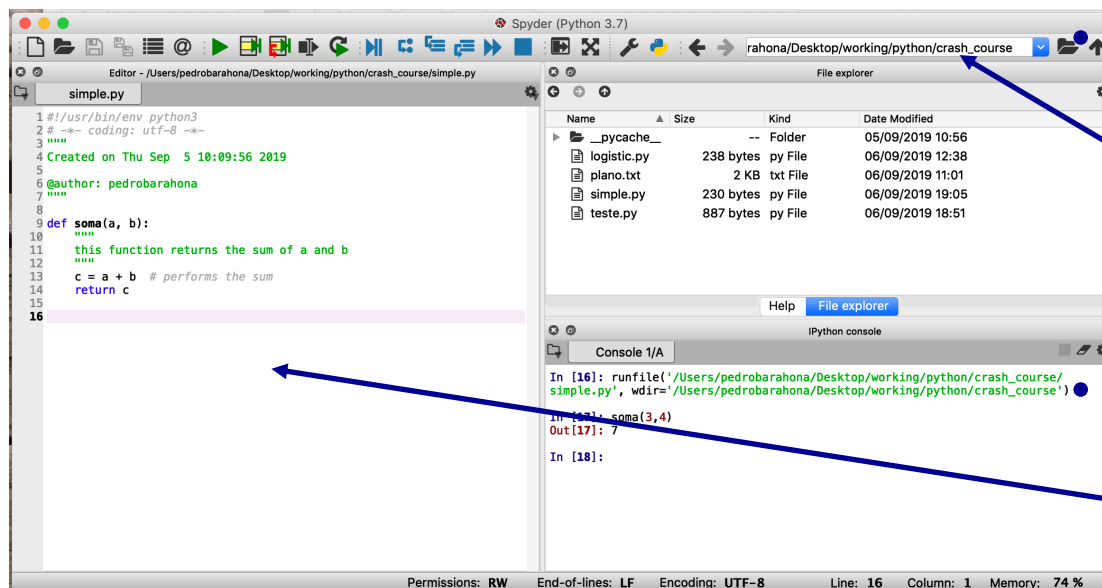 Spyder (Python 3.7)
rahona/Desktop/working/python/crash_course
Editor - /Users/pedrobarahona/Desktop/working/python/crash_course/simple.py
simple.py
1 #!/usr/bin/env python3
2 # -*- coding: utf-8 -*-
3 """
4 Created on Thu Sep  5 10:09:56 2019
5
6 @author: pedrobarahona
7 """
8
9 def soma(a, b):
10     """
11     this function returns the sum of a and b
12     """
13     c = a + b  # performs the sum
14     return c
15
16
File explorer
Name Size Kind Date Modified
__pycache__ -- Folder 05/09/2019 10:56
logistic.py 238 bytes py File 06/09/2019 12:38
plano.txt 2 KB txt File 06/09/2019 11:01
simple.py 230 bytes py File 06/09/2019 19:05
teste.py 887 bytes py File 06/09/2019 18:51
Help File explorer
IPython console
Console 1/A
In [16]: runfile('/Users/pedrobarahona/Desktop/working/python/crash_course/
simple.py', wdir='/Users/pedrobarahona/Desktop/working/python/crash_course')
In [17]: soma(3,4)
Out[17]: 7
In [18]:
Permissions: RW End-of-lines: LF Encoding: UTF-8 Line: 16 Column: 1 Memory: 74 %